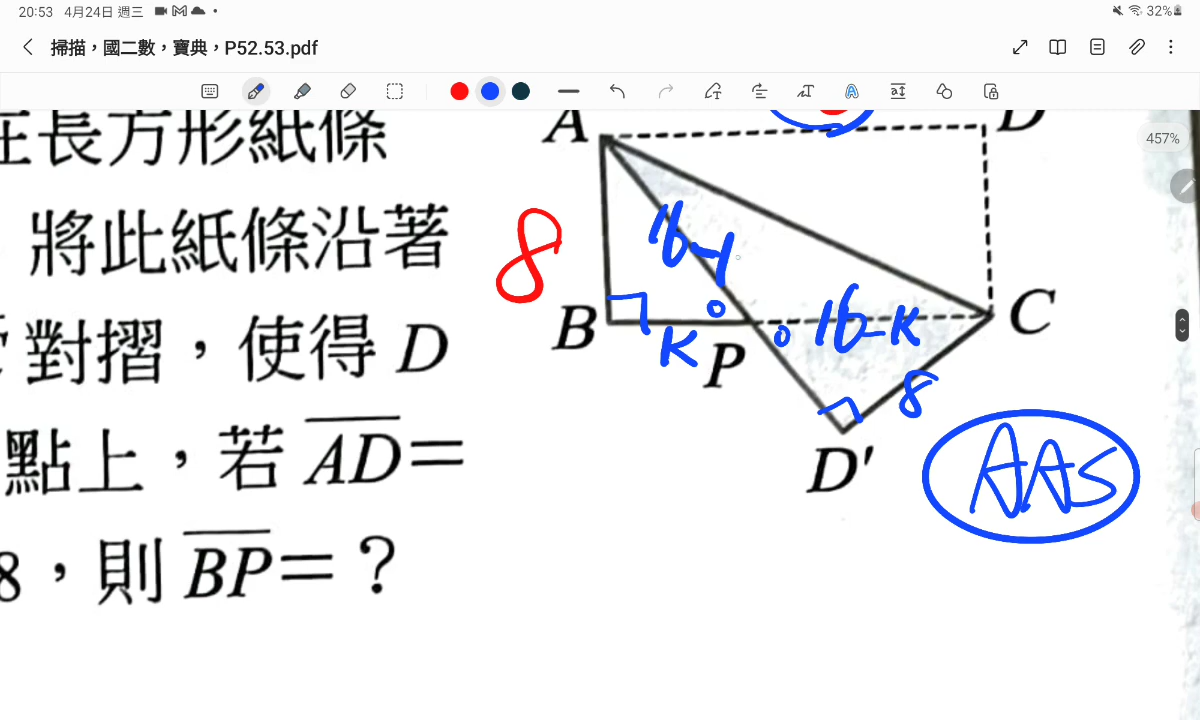 20:53 4月24日 週三 32%
掃描，國二數，寶典，P52.53.pdf
457%
在長方形紙條
將此紙條沿著
對摺，使得 D
點上，若 AD=
8，則 BP=？
A D
8 16
B K P 16-K C
8
D'
AAS